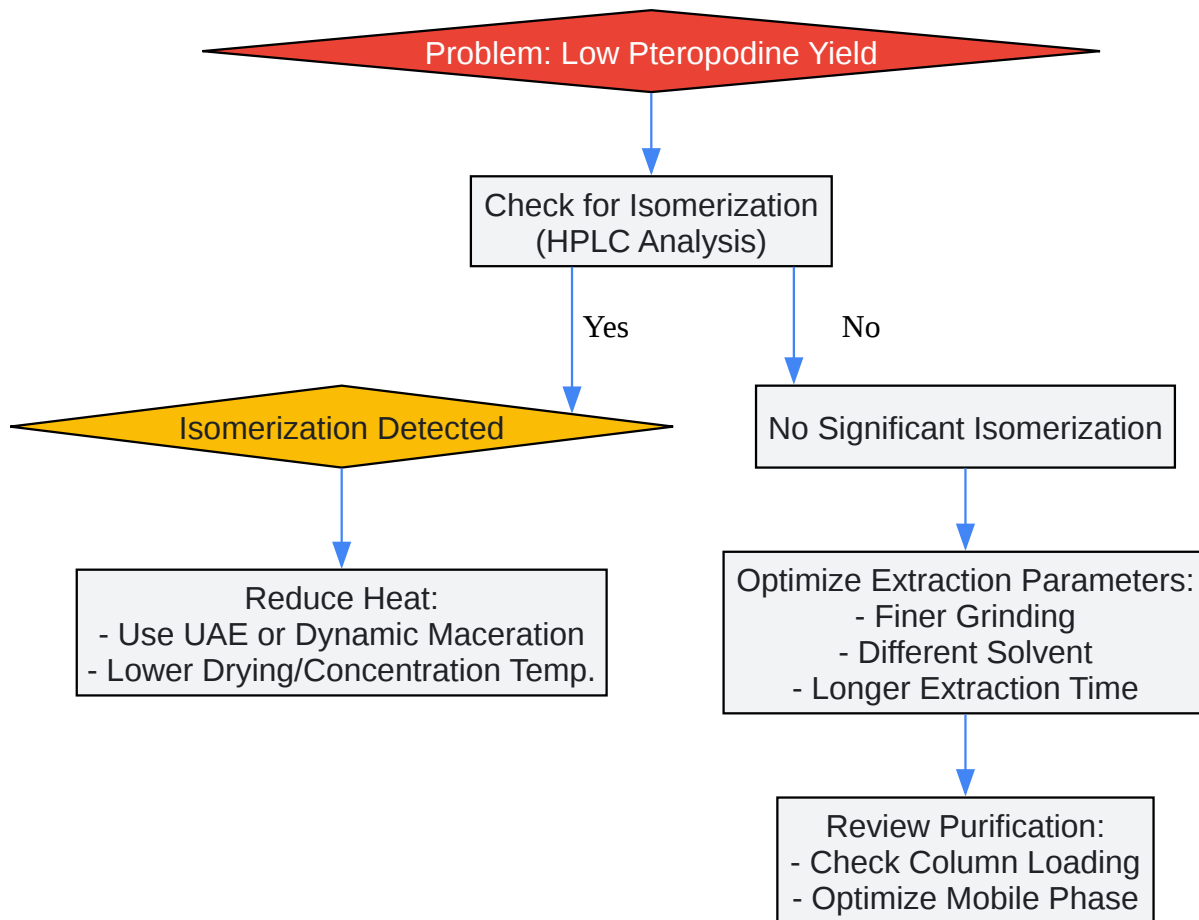 Problem: Low Pteropodine Yield
Check for Isomerization
(HPLC Analysis)
Yes
No
Isomerization Detected
No Significant Isomerization
Reduce Heat:
- Use UAE or Dynamic Maceration
- Lower Drying/Concentration Temp.
Optimize Extraction Parameters:
- Finer Grinding
- Different Solvent
- Longer Extraction Time
Review Purification:
- Check Column Loading
- Optimize Mobile Phase